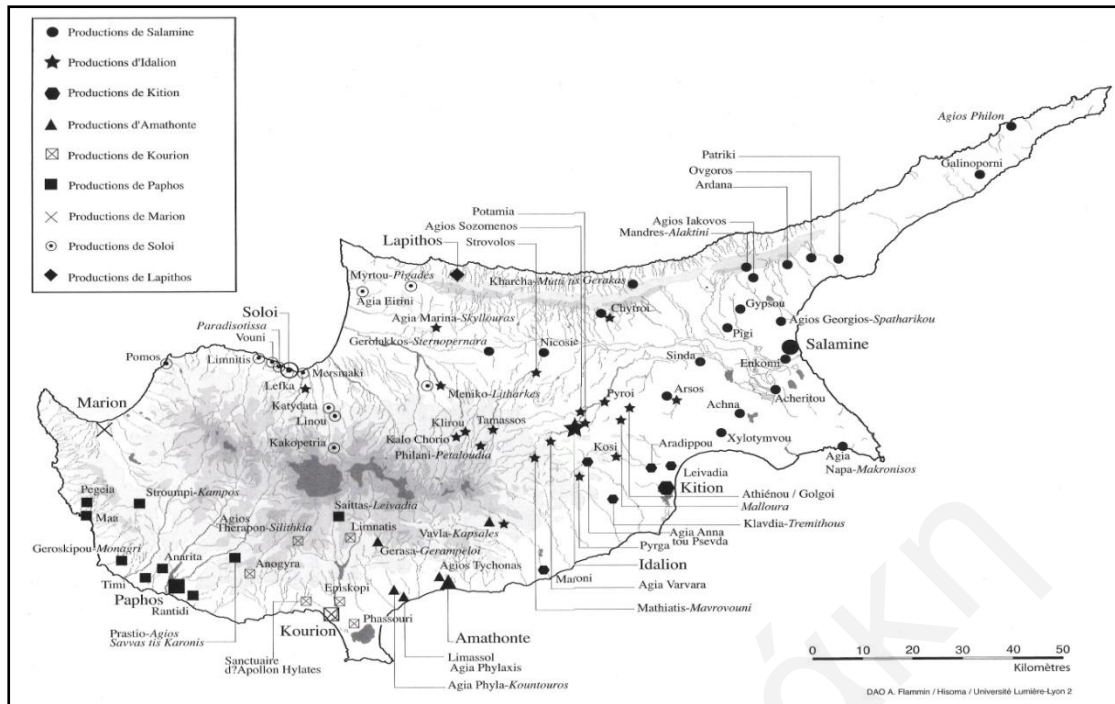 Productions de Salamine
Productions d'Idalion
Productions de Kition
Productions d'Amathonte
Productions de Kourion
Productions de Paphos
Productions de Marion
Productions de Soloi
Productions de Lapithos
Agios Philon
Galinoporni
Patriki
Ovgoros
Ardana
Agios Iakovos
Mandres-Alaktini
Potamia
Agios Sozomenos
Strovolos
Lapithos
Myrtou-Pigades
Agia Eirini
Kharcha-Mutti tis Gerakas
Chytroi
Gypsou
Agia Marina-Skyllouras
Pigi
Agios Georgios-Spatharikou
Soloi
Paradisotissa
Vouni
Limnitis
Pomos
Mersinaki
Lefka
Gerolakkos-Siernopernara
Nicosie
Salamine
Enkomi
Sinda
Acheritou
Meniko-Litharkes
Marion
Katydata
Linou
Kakopetria
Klirou
Tamassos
Kalo Chorio
Philani-Petaloudia
Pyroi
Arsos
Achna
Xylotymvou
Agia
Napa-Makronisos
Kosi
Aradippou
Leivadia
Kition
Athiénou / Golgoi
Malloura
Klavdia-Tremithous
Agia Anna
tou Psevda
Pyrga
Idalion
Agia Varvara
Mathiatis-Mavrovouni
Maroni
Pegeia
Maa
Stroumpi-Kampos
Agios
Therapon-Silithkia
Saittas-Leivadia
Limnatis
Vavla-Kapsales
Gerasa-Gerampeloi
Agios Tychonas
Geroskipou-Monagri
Anarita
Timi
Paphos
Rantidi
Anogyra
Episkopi
Phassouri
Kourion
Amathonte
Prastio-Agios
Savvas tis Karonis
Sanctuaire
d?Apollon Hylates
Limassol
Agia Phylaxis
Agia Phyla-Kountouros
0 10 20 30 40 50
Kilomètres
DAO A. Flammin / Hisoma / Université Lumière-Lyon 2
άκη